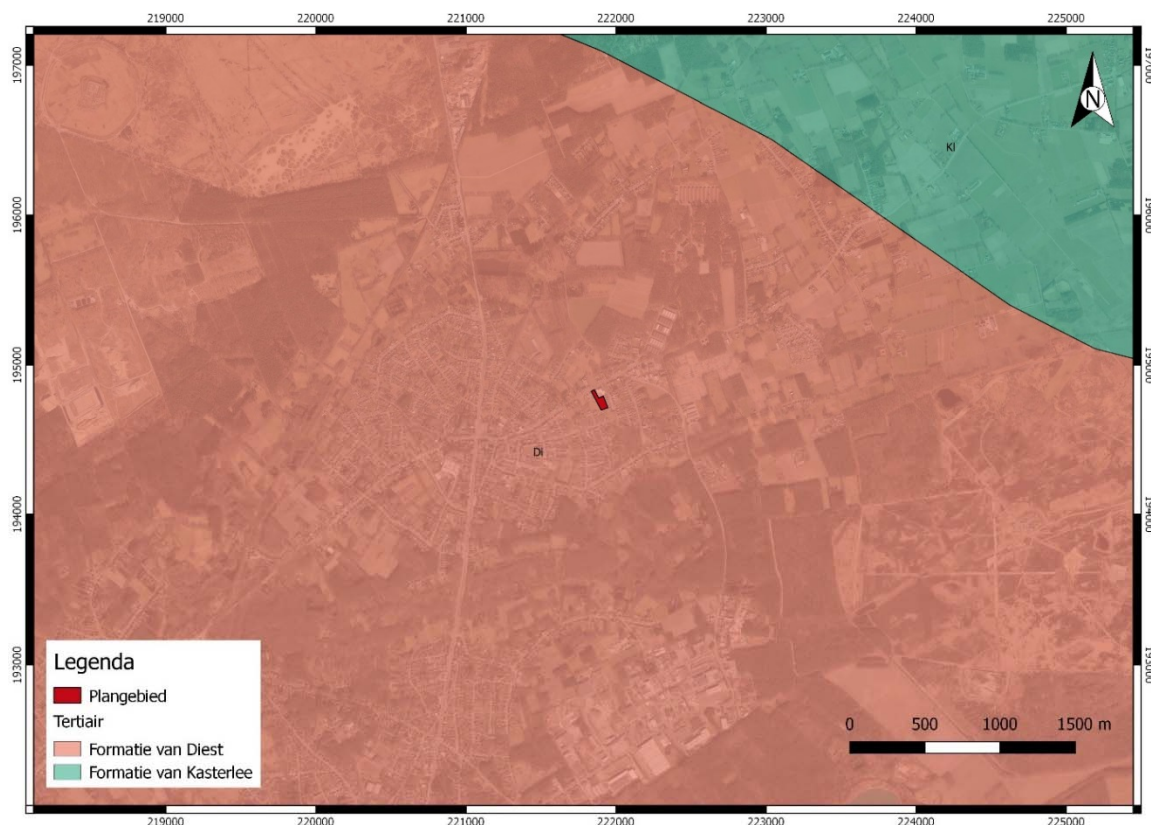 219000 220000 221000 222000 223000 224000 225000
197000 197000
N
Kl
196000 196000
195000 195000
Di
194000 194000
193000 193000
Legenda
Plangebied
Tertiair
Formatie van Diest
Formatie van Kasterlee
0 500 1000 1500 m
219000 220000 221000 222000 223000 224000 225000